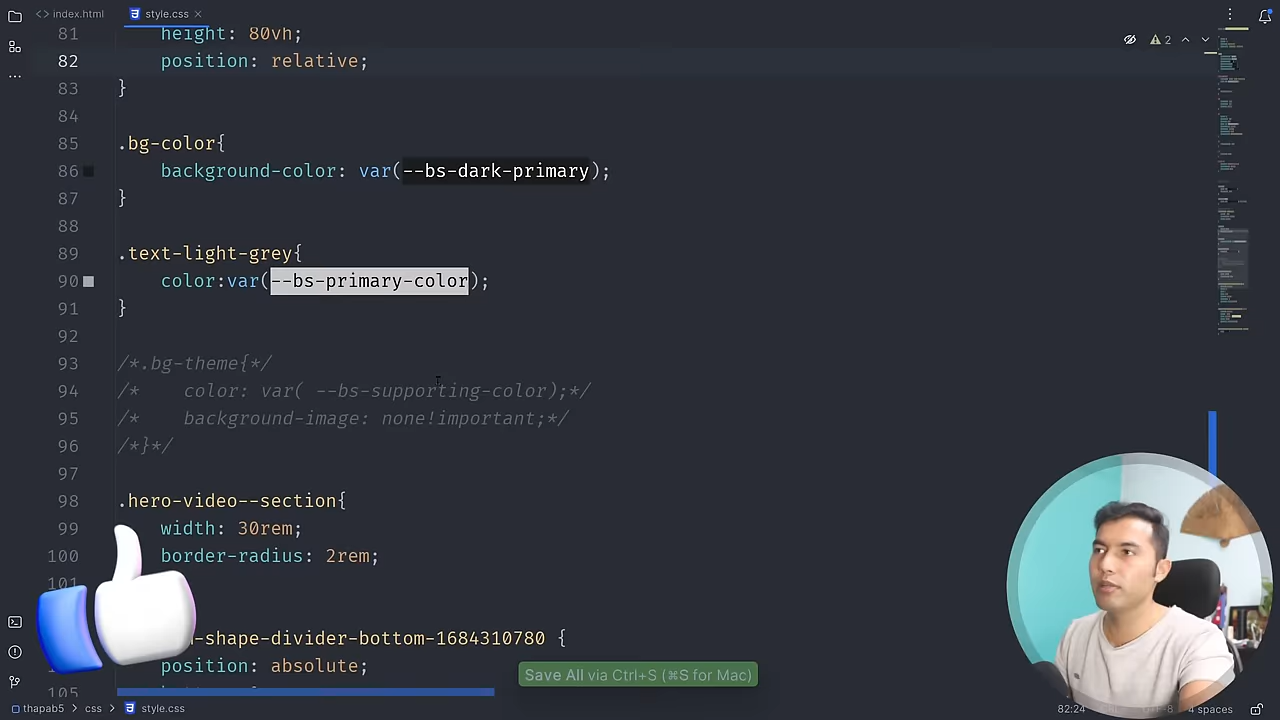 index.html
style.css
81 height: 80vh;
2
82 position: relative;
83 }
84
85 .bg-color{
86 background-color: var(--bs-dark-primary);
87 }
88
89 .text-light-grey{
90 color:var(--bs-primary-color);
91 }
92
93 /*.bg-theme{*/
94 /* color: var( --bs-supporting-color);*/
95 /* background-image: none!important;*/
96 /*}*/
97
98 .hero-video--section{
99 width: 30rem;
100 border-radius: 2rem;
101
-shape-divider-bottom-1684310780 {
position: absolute;
105
Save All via Ctrl+S (⌘S for Mac)
thapab5 > css > style.css
82:24
UTF-8
4 spaces